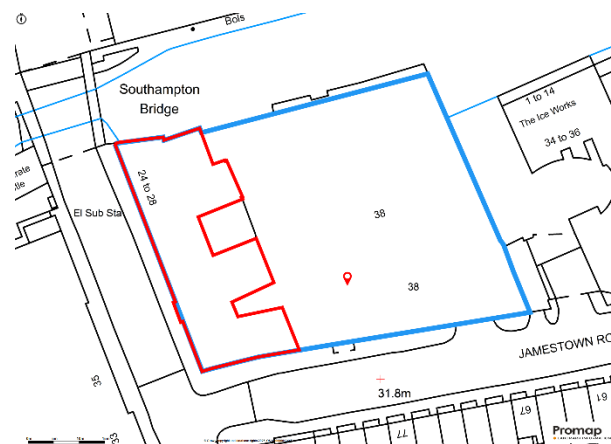 Bois
Southampton
Bridge
1 to 14
The Ice Works
34 to 36
24 to 28
El Sub Sta
38
38
JAMESTOWN RO
31.8m
35
33
77
67
61
Promap